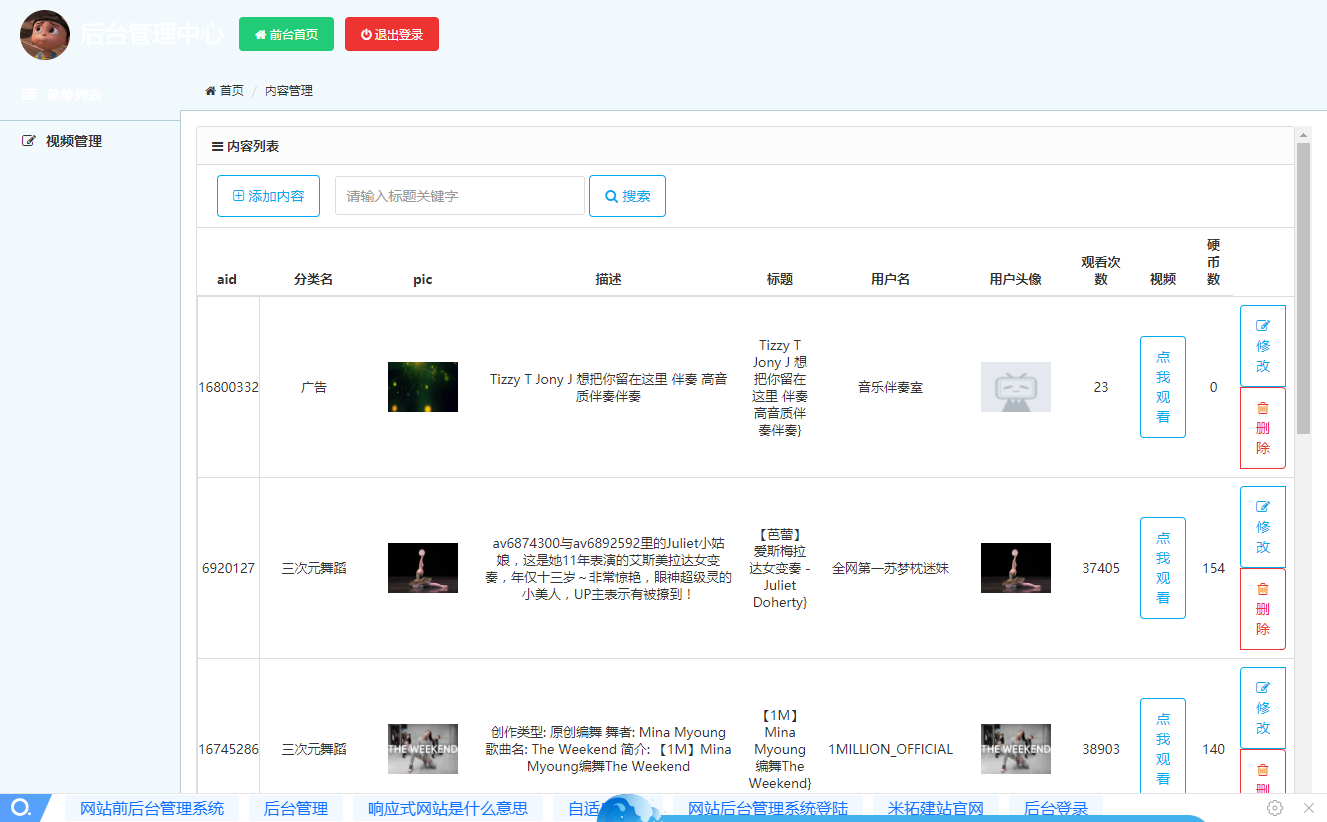 后台管理中心
前台首页
退出登录
菜单列表
首页 / 内容管理
视频管理
内容列表
添加内容
请输入标题关键字
搜索
aid 分类名 pic 描述 标题 用户名 用户头像 观看次数 视频 硬币数
16800332
广告
Tizzy T Jony J 想把你留在这里 伴奏 高音
质伴奏伴奏
Tizzy T
Jony J 想
把你留在
这里 伴奏
高音质伴
奏伴奏}
音乐伴奏室
23
点我观看
0
修改
删除
6920127
三次元舞蹈
av6874300与av6892592里的Juliet小姑
娘，这是她11年表演的艾斯美拉达女变
奏，年仅十三岁～非常惊艳，眼神超级灵的
小美人，UP主表示有被撩到！
【芭蕾】
爱斯梅拉
达女变奏 -
Juliet
Doherty}
全网第一苏梦枕迷妹
37405
点我观看
154
修改
删除
16745286
三次元舞蹈
THE WEEKEND
创作类型: 原创编舞 舞者: Mina Myoung
歌曲名: The Weekend 简介: 【1M】Mina
Myoung编舞The Weekend
【1M】
Mina
Myoung
编舞The
Weekend}
1MILLION_OFFICIAL
THE WEEKEND
38903
点我观看
140
修改
删
网站前后台管理系统
后台管理
响应式网站是什么意思
自适
网站后台管理系统登陆
米拓建站官网
后台登录